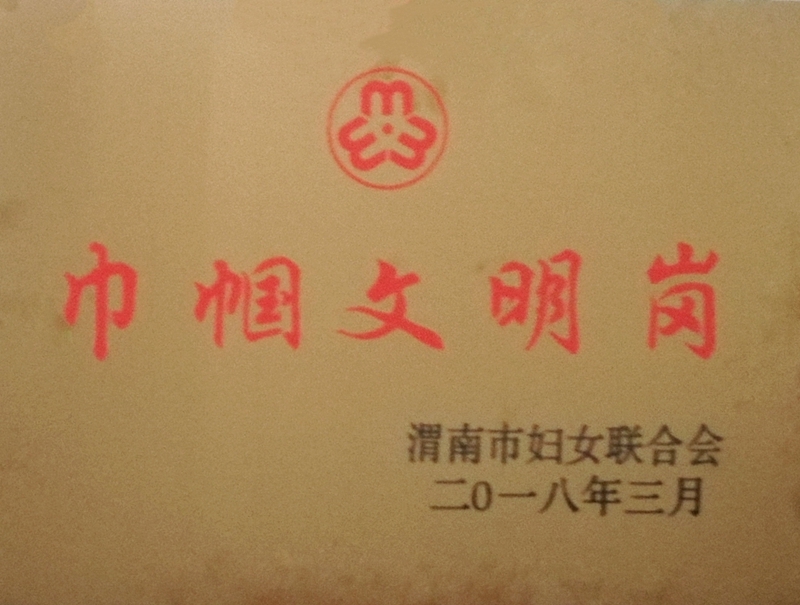 巾帼文明岗
渭南市妇女联合会
二0一八年三月